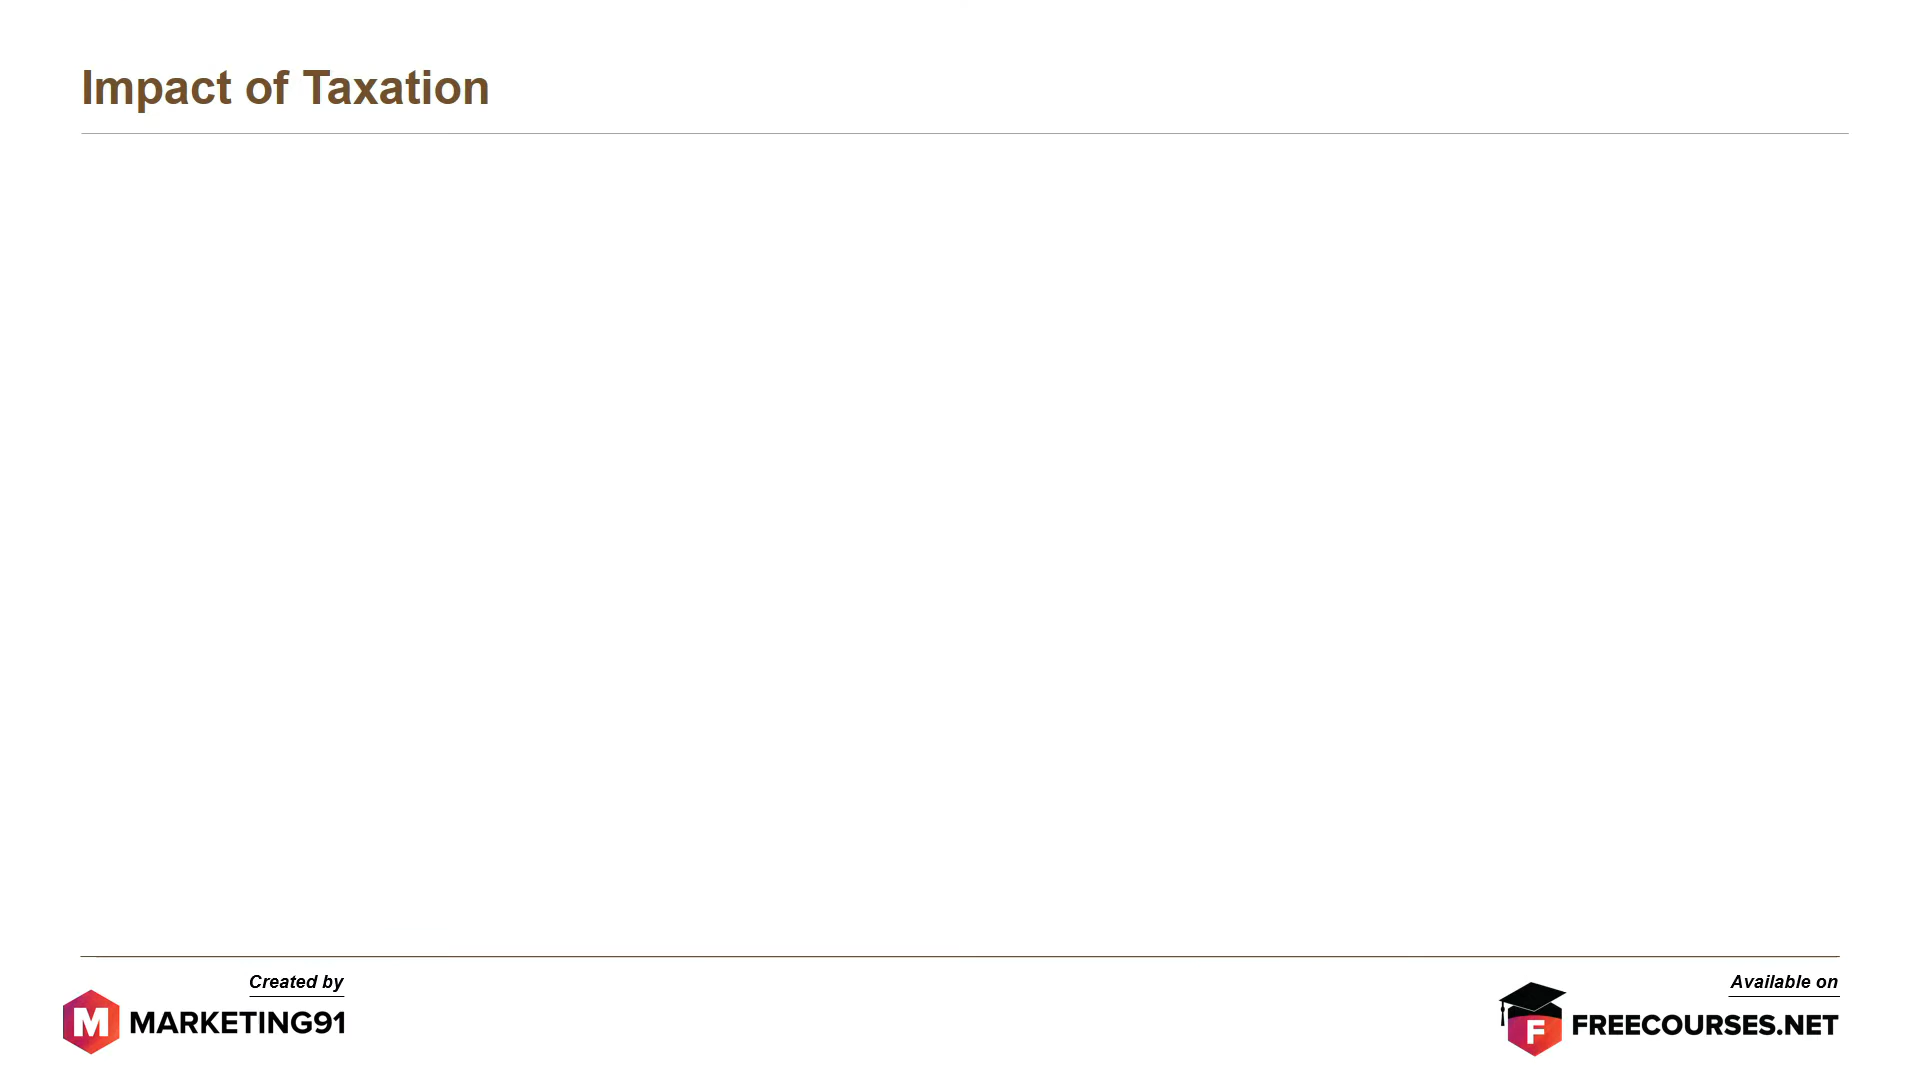 Impact of Taxation
Created by
M MARKETING91
Available on
F FREECOURSES.NET